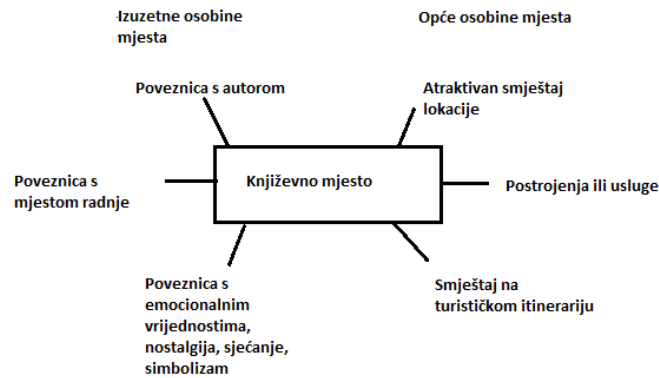 Izuzetne osobine
mjesta
Opće osobine mjesta
Poveznica s autorom
Atraktivan smještaj
lokacije
Poveznica s
mjestom radnje
Književno mjesto
Postrojenja ili usluge
Poveznica s
emocionalnim
vrijednostima,
nostalgija, sjećanje,
simbolizam
Smještaj na
turističkom itinerariju